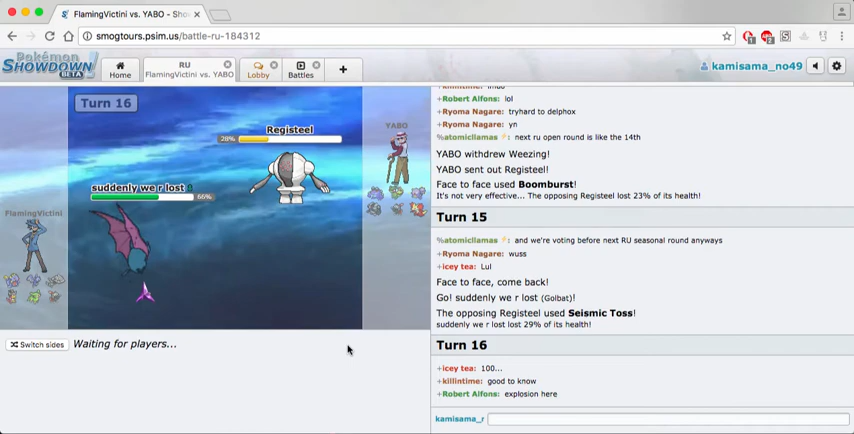 FlamingVictini vs. YABO - Sho
smogtours.psim.us/battle-ru-184312
Pokémon
SHOWDOWN!
BETA
Home
RU
FlamingVictini vs. YABO
Lobby
Battles
kamisama_no49
Turn 16
Registeel
28%
YABO
suddenly we r lost
66%
FlamingVictini
Switch sides
Waiting for players...
+Robert Alfons: lol
+Ryoma Nagare: tryhard to delphox
+Ryoma Nagare: yn
%atomicllamas: next ru open round is like the 14th
YABO withdrew Weezing!
YABO sent out Registeel!
Face to face used Boomburst!
It's not very effective... The opposing Registeel lost 23% of its health!
Turn 15
%atomicllamas: and we're voting before next RU seasonal round anyways
+Ryoma Nagare: wuss
+icey tea: Lul
Face to face, come back!
Go! suddenly we r lost (Golbat)!
The opposing Registeel used Seismic Toss!
suddenly we r lost lost 29% of its health!
Turn 16
+icey tea: 100...
+killintime: good to know
+Robert Alfons: explosion here
kamisama_r